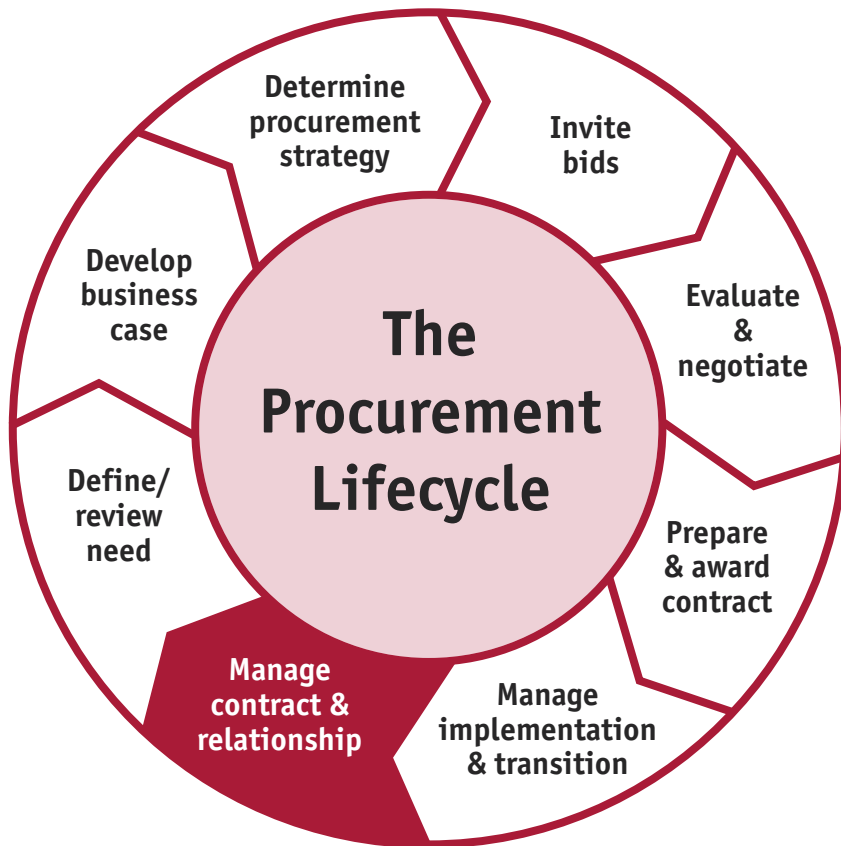 The
Procurement
Lifecycle
Define/
review
need
Develop
business
case
Determine
procurement
strategy
Invite
bids
Evaluate
&
negotiate
Prepare
& award
contract
Manage
implementation
& transition
Manage
contract &
relationship